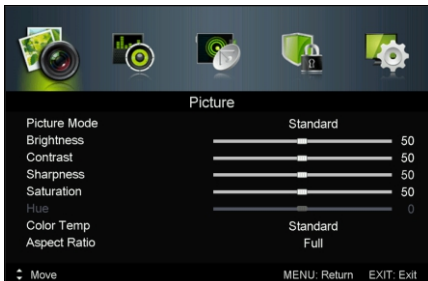 Picture
Picture Mode Standard
Brightness 50
Contrast 50
Sharpness 50
Saturation 50
Hue 0
Color Temp Standard
Aspect Ratio Full
Move MENU: Return EXIT: Exit